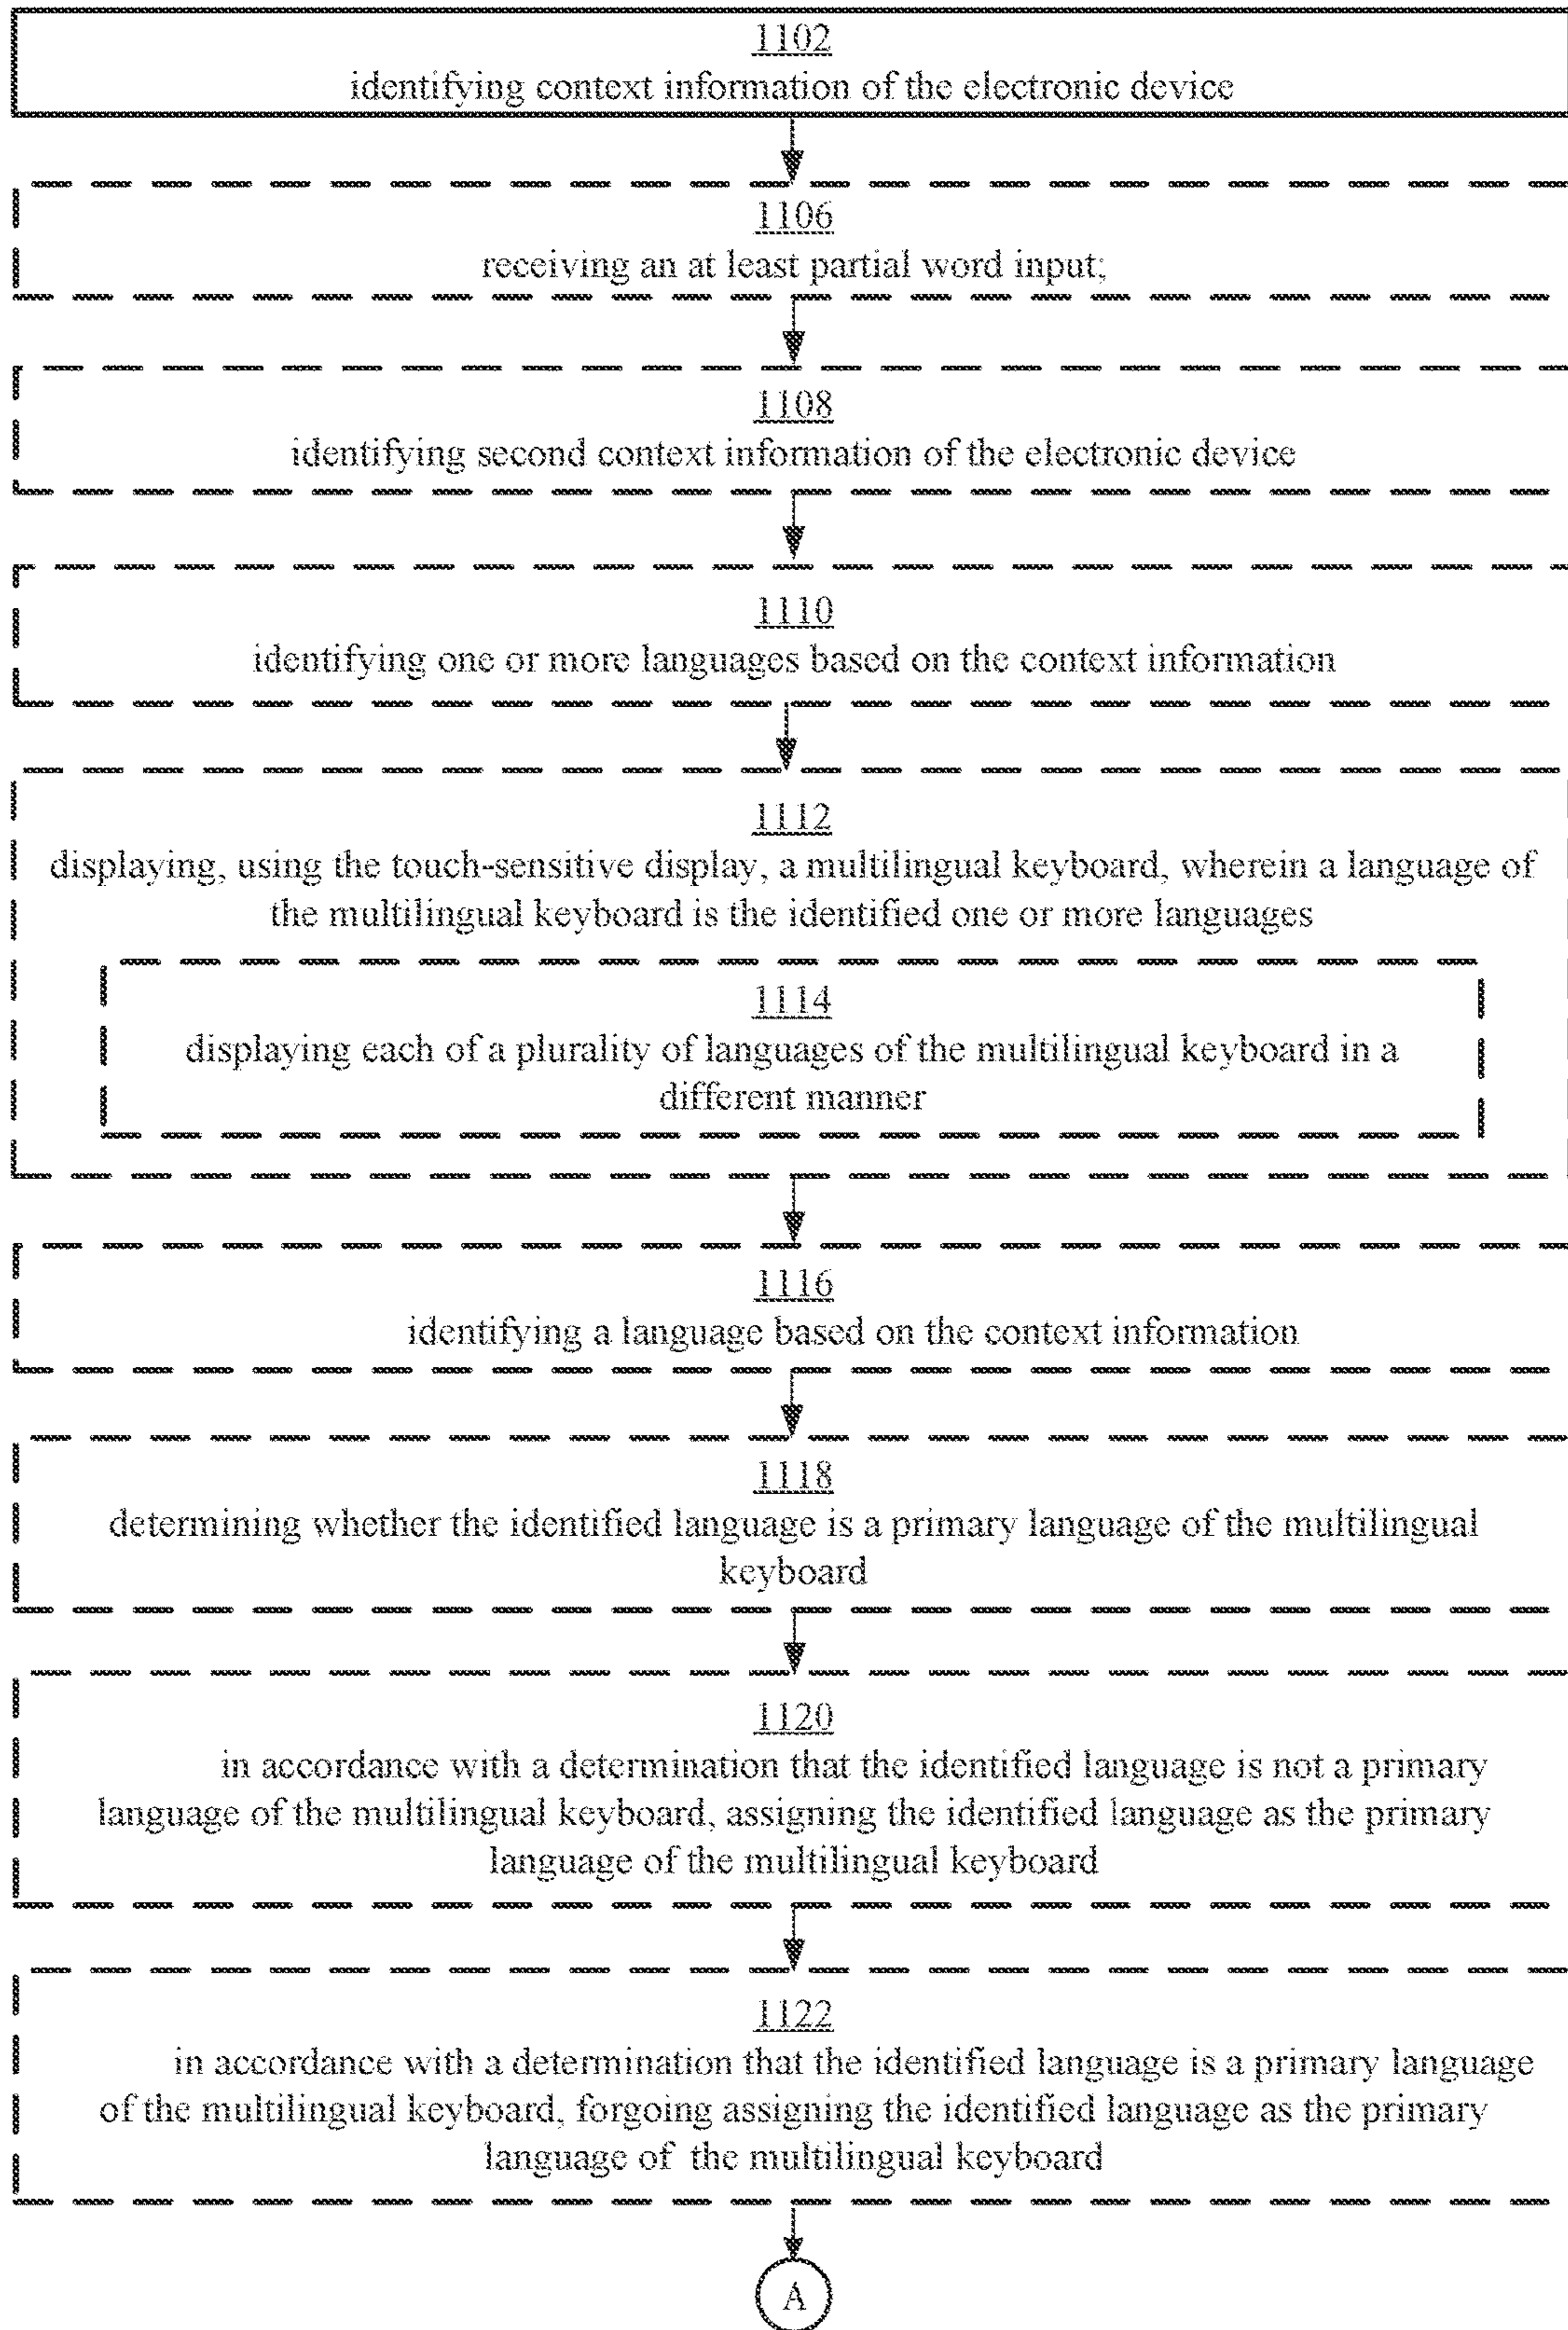 1102
identifying context information of the electronic device
1106
receiving an at least partial word input;
1108
identifying second context information of the electronic device
1110
identifying one or more languages based on the context information
1112
displaying, using the touch-sensitive display, a multilingual keyboard, wherein a language of
the multilingual keyboard is the identified one or more languages
1114
displaying each of a plurality of languages of the multilingual keyboard in a
different manner
1116
identifying a language based on the context information
1118
determining whether the identified language is a primary language of the multilingual
keyboard
1120
in accordance with a determination that the identified language is not a primary
language of the multilingual keyboard, assigning the identified language as the primary
language of the multilingual keyboard
1122
in accordance with a determination that the identified language is a primary language
of the multilingual keyboard, forgoing assigning the identified language as the primary
language of the multilingual keyboard
A